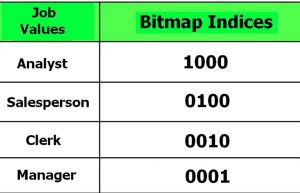 Job Values Bitmap Indices
Analyst 1000
Salesperson 0100
Clerk 0010
Manager 0001